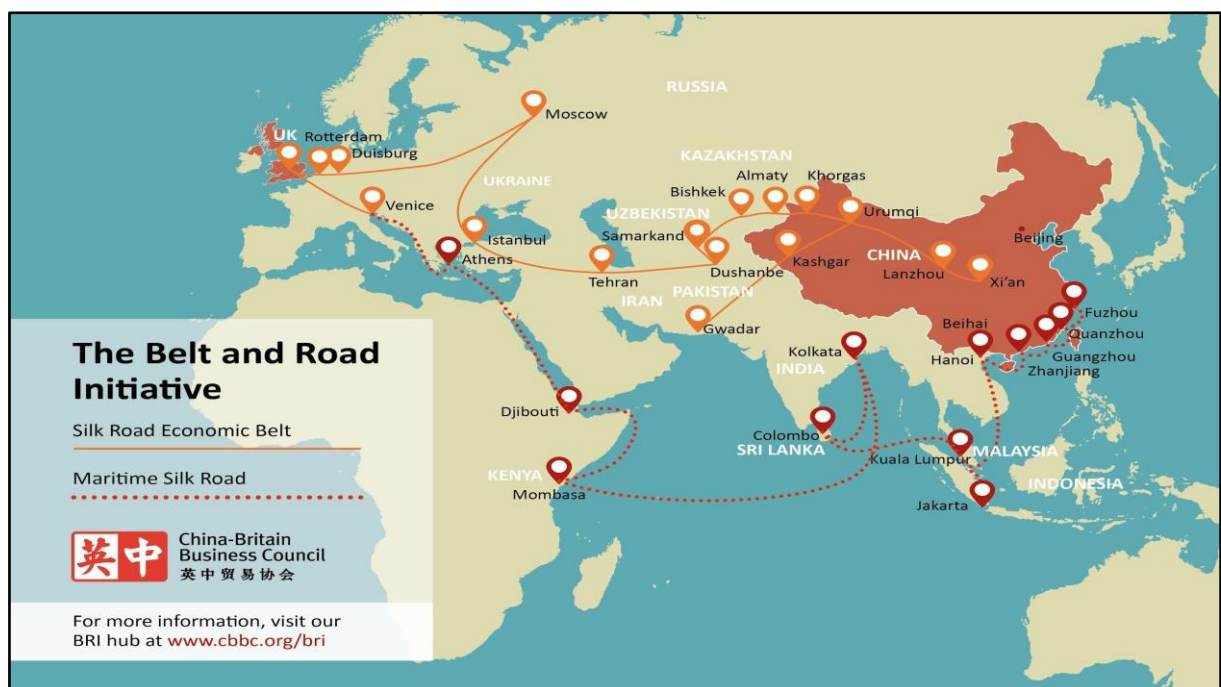 RUSSIA
Moscow
UK
Rotterdam
Duisburg
KAZAKHSTAN
Almaty
Khorgas
Bishkek
UKRAINE
Venice
UZBEKISTAN
Urumqi
Istanbul
Samarkand
Beijing
Athens
Dushanbe
Kashgar
CHINA
Lanzhou
Tehran
Xi'an
IRAN
PAKISTAN
Gwadar
Beihai
Fuzhou
Quanzhou
Kolkata
Hanoi
Guangzhou
INDIA
Zhanjiang
The Belt and Road
Initiative
Silk Road Economic Belt
Maritime Silk Road
Djibouti
Colombo
SRI LANKA
Kuala Lumpur
MALAYSIA
KENYA
Mombasa
INDONESIA
Jakarta
英中
China-Britain
Business Council
英中贸易协会
For more information, visit our
BRI hub at www.cbbc.org/bri